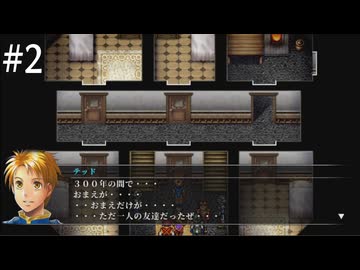 #2
テッド
３００年の間で・・・
おまえが・・・・
・・おまえだけが・・・・
・・・ただ一人の友達だったぜ・・・